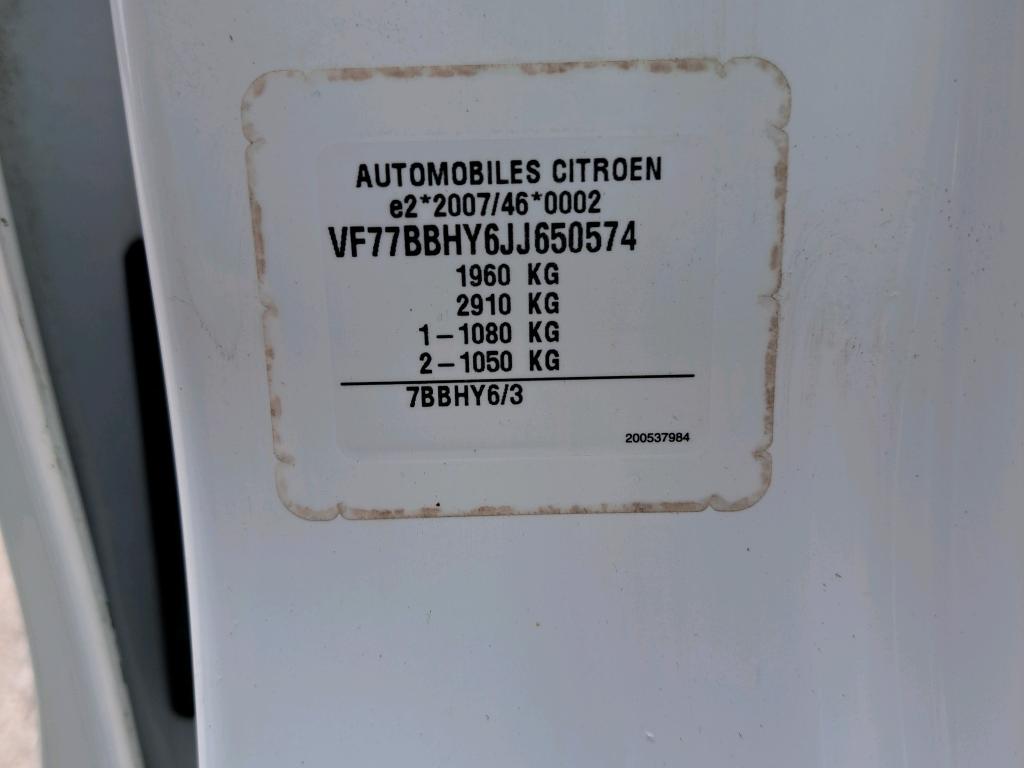 AUTOMOBILES CITROEN
e2*2007/46*0002
VF77BBHY6JJ650574
1960 KG
2910 KG
1-1080 KG
2-1050 KG
7BBHY6/3
200537984